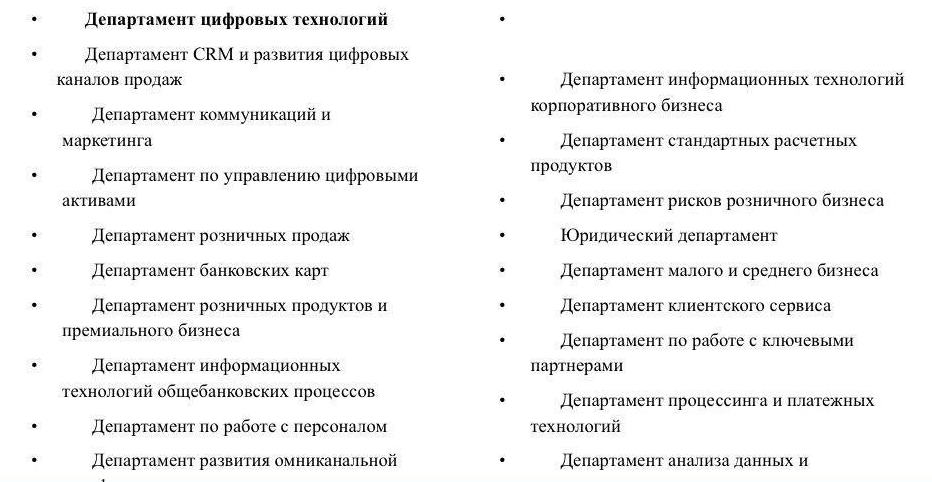 • Департамент цифровых технологий
• Департамент CRM и развития цифровых
каналов продаж
• Департамент коммуникаций и
маркетинга
• Департамент по управлению цифровыми
активами
• Департамент розничных продаж
• Департамент банковских карт
• Департамент розничных продуктов и
премиального бизнеса
• Департамент информационных
технологий общебанковских процессов
• Департамент по работе с персоналом
• Департамент развития омниканальной
•
• Департамент информационных технологий
корпоративного бизнеса
• Департамент стандартных расчетных
продуктов
• Департамент рисков розничного бизнеса
• Юридический департамент
• Департамент малого и среднего бизнеса
• Департамент клиентского сервиса
• Департамент по работе с ключевыми
партнерами
• Департамент процессинга и платежных
технологий
• Департамент анализа данных и